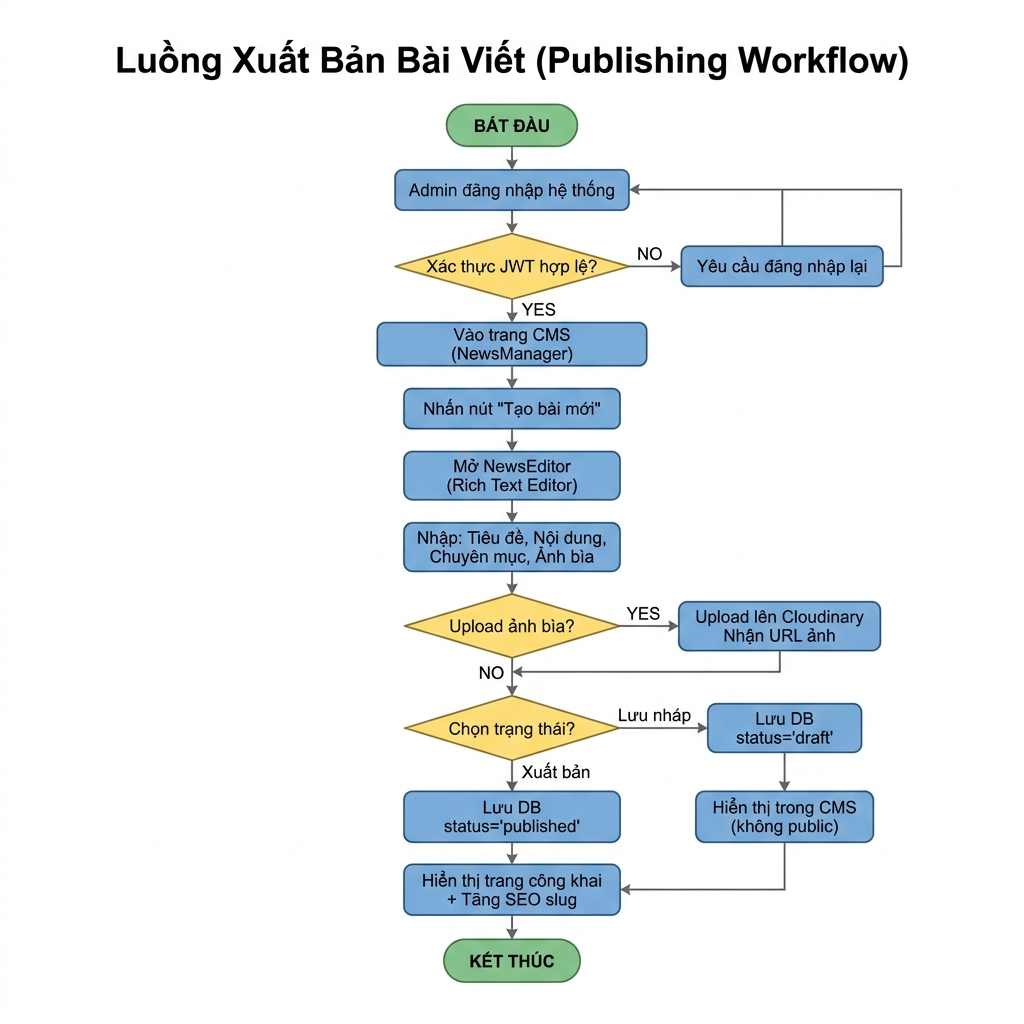 Luồng Xuất Bản Bài Viết (Publishing Workflow)
BẮT ĐẦU
Admin đăng nhập hệ thống
Xác thực JWT hợp lệ?
NO
Yêu cầu đăng nhập lại
YES
Vào trang CMS
(NewsManager)
Nhấn nút "Tạo bài mới"
Mở NewsEditor
(Rich Text Editor)
Nhập: Tiêu đề, Nội dung,
Chuyên mục, Ảnh bìa
Upload ảnh bìa?
YES
Upload lên Cloudinary
Nhận URL ảnh
NO
Chọn trạng thái?
Lưu nháp
Lưu DB
status='draft'
Xuất bản
Lưu DB
status='published'
Hiển thị trong CMS
(không public)
Hiển thị trang công khai
+ Tăng SEO slug
KẾT THÚC